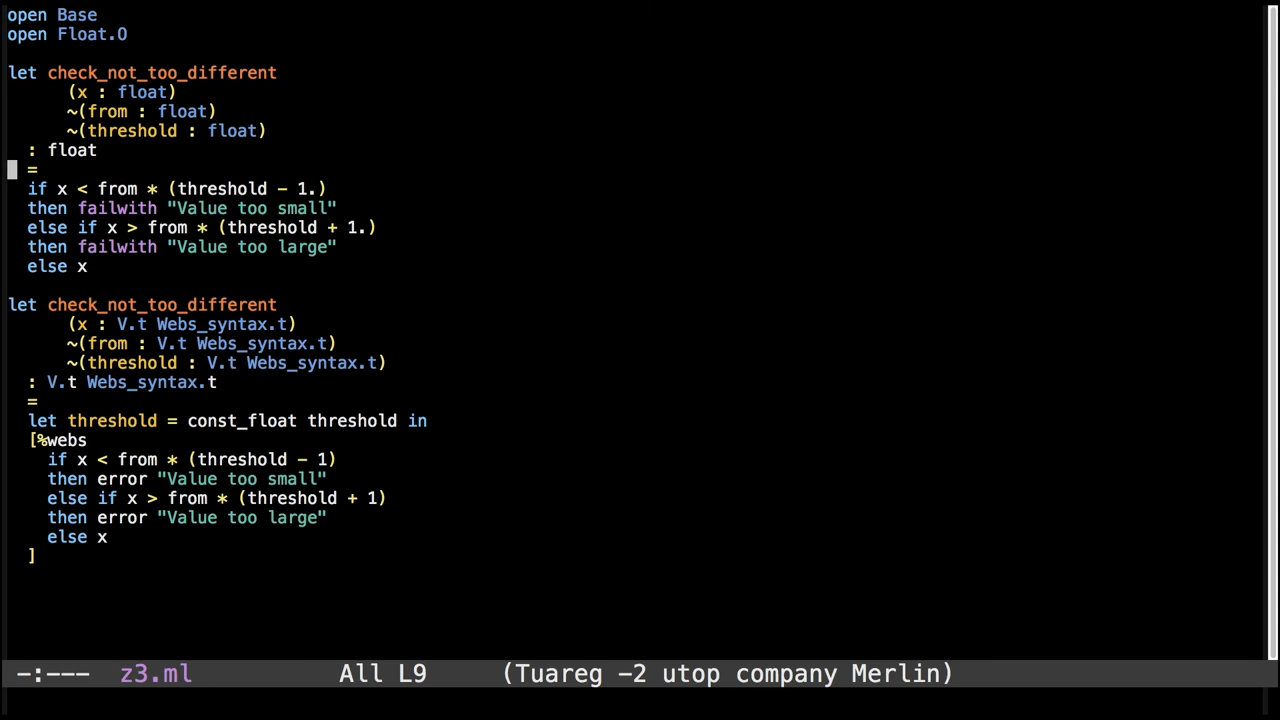 open Base
open Float.O

let check_not_too_different
      (x : float)
      ~(from : float)
      ~(threshold : float)
  : float
  =
  if x < from * (threshold - 1.)
  then failwith "Value too small"
  else if x > from * (threshold + 1.)
  then failwith "Value too large"
  else x

let check_not_too_different
      (x : V.t Webs_syntax.t)
      ~(from : V.t Webs_syntax.t)
      ~(threshold : V.t Webs_syntax.t)
  : V.t Webs_syntax.t
  =
  let threshold = const_float threshold in
  [%webs
    if x < from * (threshold - 1)
    then error "Value too small"
    else if x > from * (threshold + 1)
    then error "Value too large"
    else x
  ]
-:--- z3.ml All L9 (Tuareg -2 utop company Merlin)